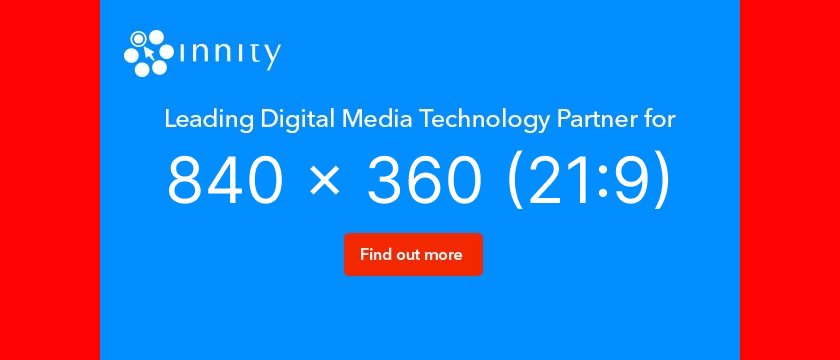 innity
Leading Digital Media Technology Partner for
840 × 360 (21:9)
Find out more